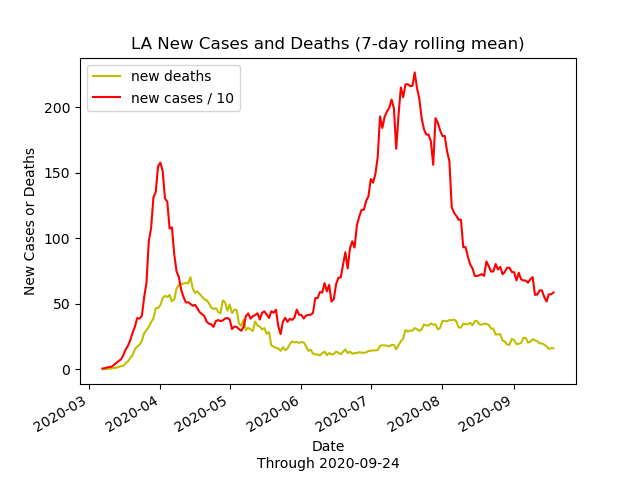 LA New Cases and Deaths (7-day rolling mean)
new deaths
new cases / 10
New Cases or Deaths
200
150
100
50
0
2020-03
2020-04
2020-05
2020-06
2020-07
2020-08
2020-09
Date
Through 2020-09-24